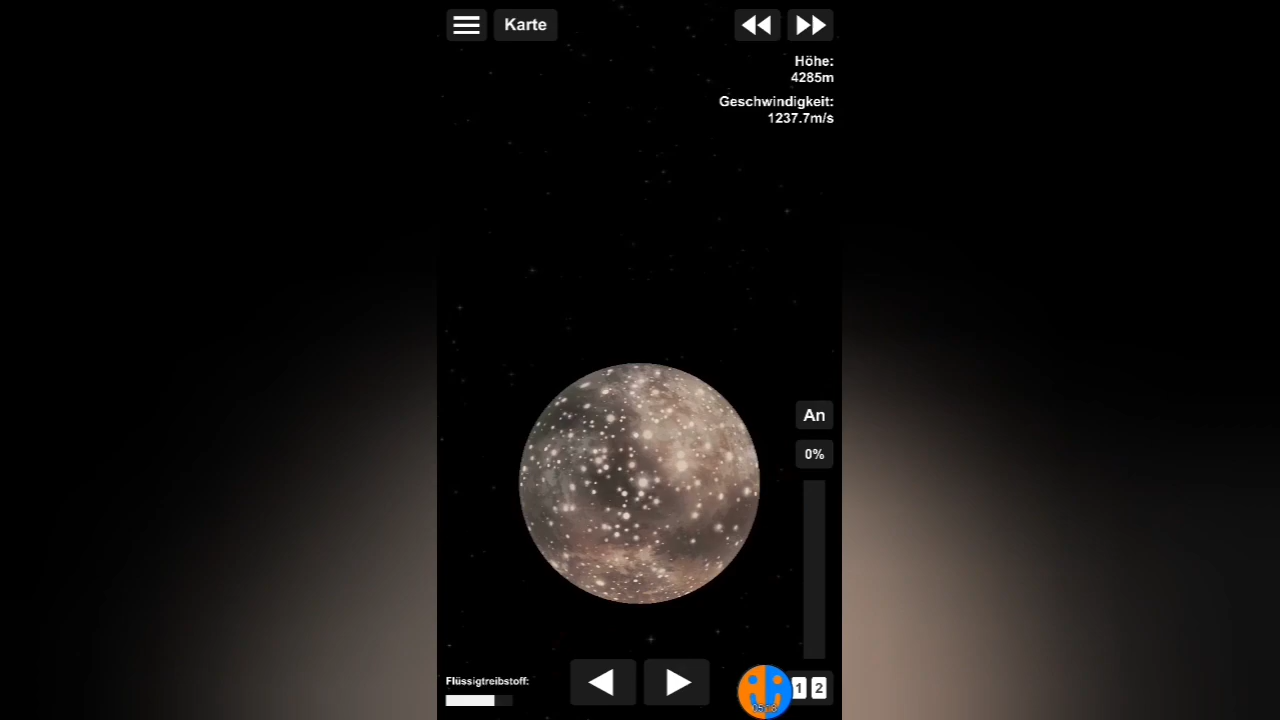 Karte
Höhe:
4285m
Geschwindigkeit:
1237.7m/s
An
0%
Flüssigtreibstoff:
1 2